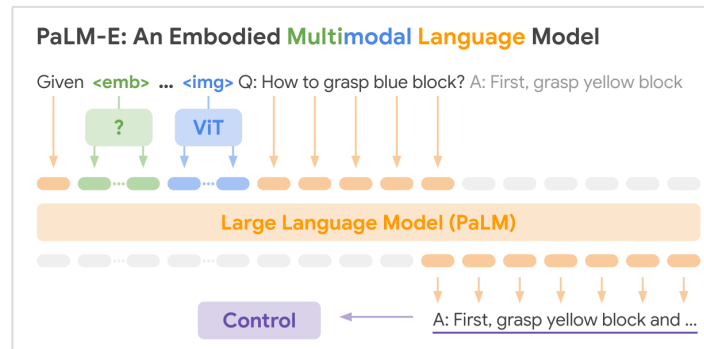 PaLM-E: An Embodied Multimodal Language Model
Given <emb> ... <img> Q: How to grasp blue block? A: First, grasp yellow block
? ViT
Large Language Model (PaLM)
Control A: First, grasp yellow block and ...